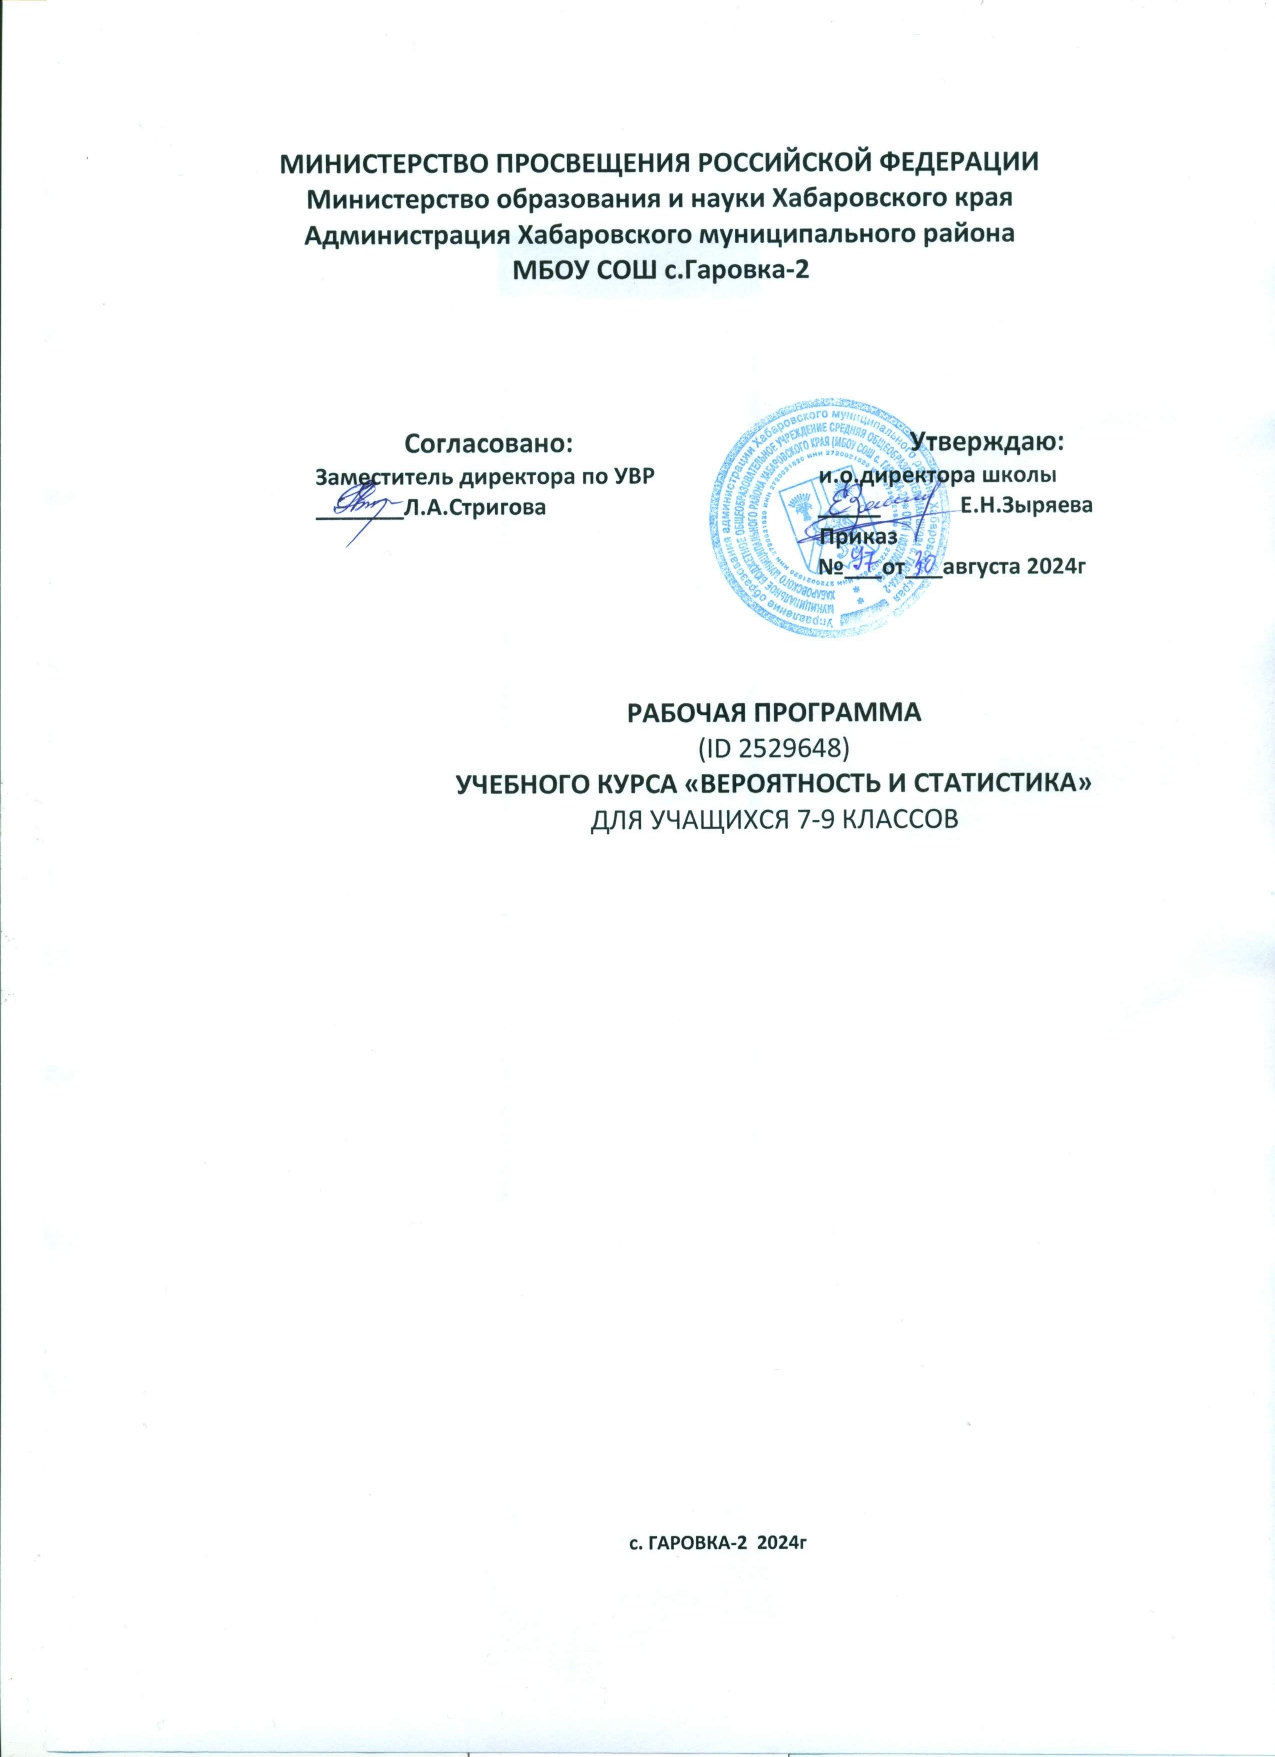 МИНИСТЕРСТВО ПРОСВЕЩЕНИЯ РОССИЙСКОЙ ФЕДЕРАЦИИ
Министерство образования и науки Хабаровского края
Администрация Хабаровского муниципального района
МБОУ СОШ с.Гаровка-2
Согласовано:
Заместитель директора по УВР
_______Л.А.Стригова
Утверждаю:
и.о.директора школы
Е.Н.Зыряева
Приказ
№ 97 от 30 августа 2024г
РАБОЧАЯ ПРОГРАММА
(ID 2529648)
УЧЕБНОГО КУРСА «ВЕРОЯТНОСТЬ И СТАТИСТИКА»
ДЛЯ УЧАЩИХСЯ 7-9 КЛАССОВ
с. ГАРОВКА-2 2024г